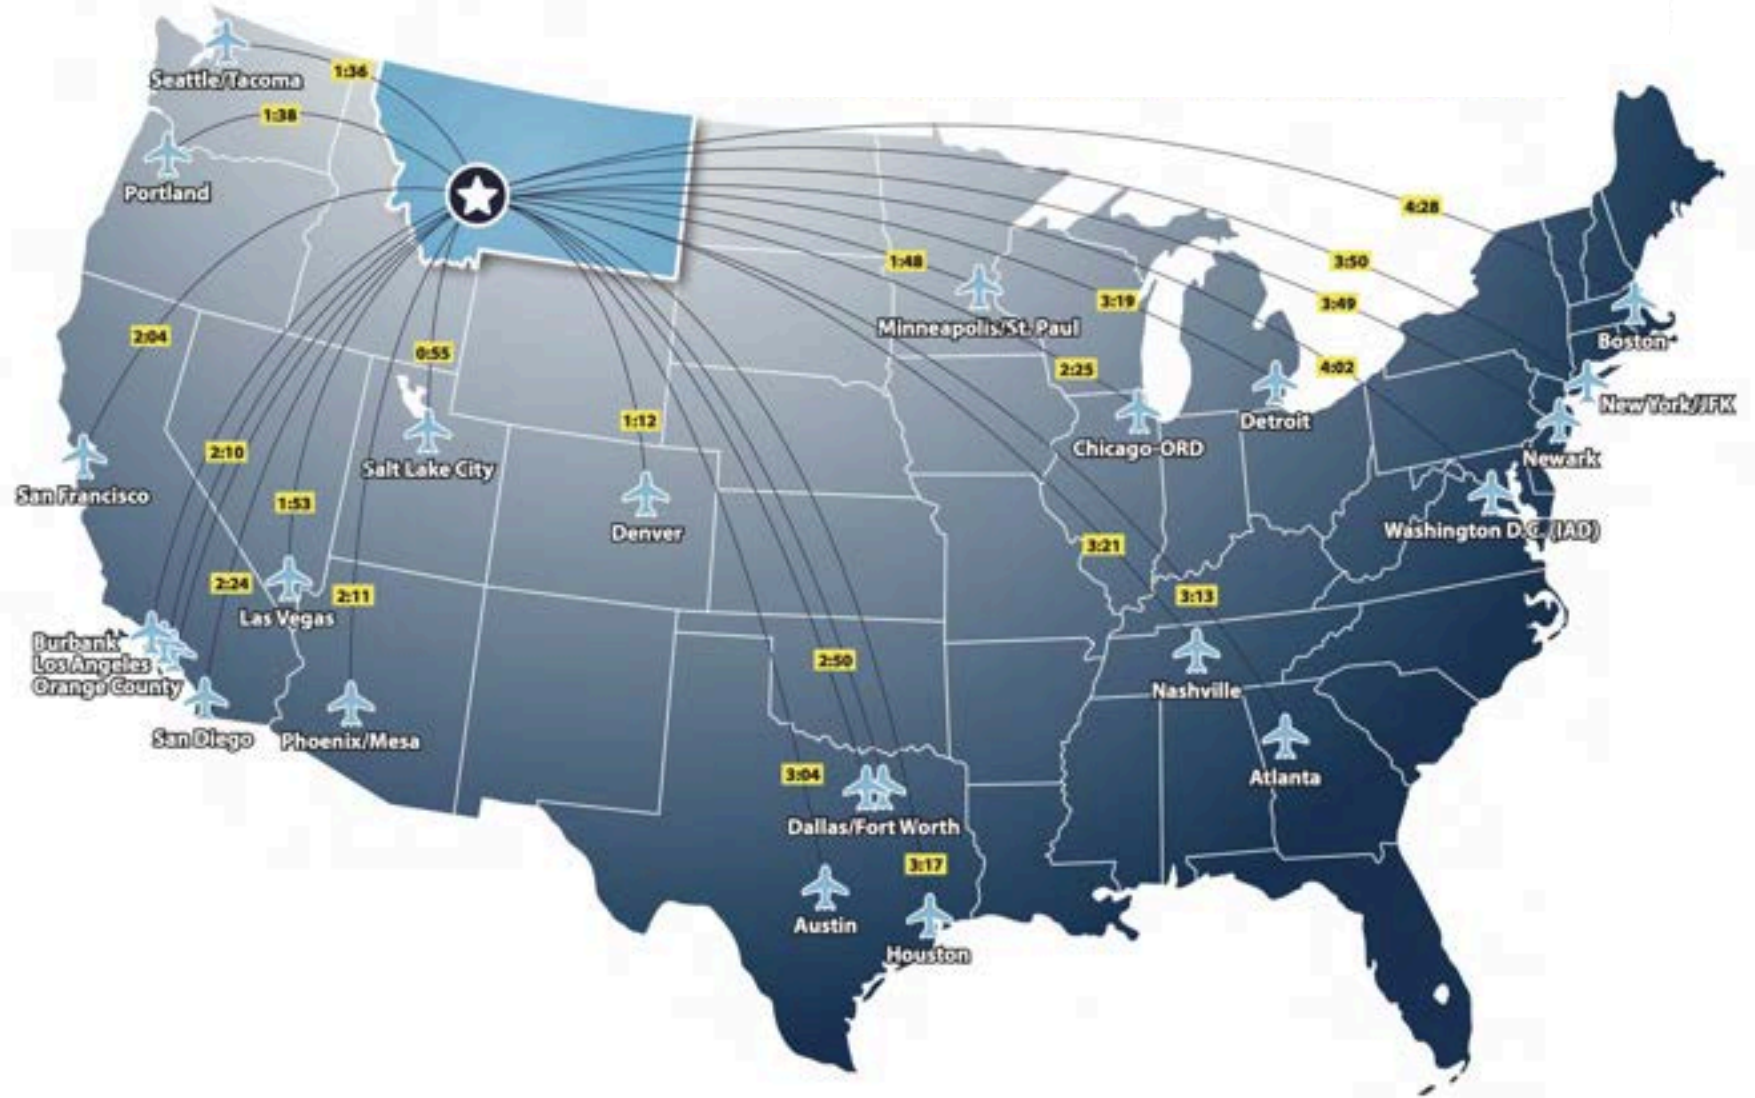 Seattle/Tacoma
1:36
1:38
Portland
4:28
1:48
3:50
3:19
3:49
Minneapolis/St. Paul
2:04
0:55
Boston
2:25
4:02
New York/JFK
1:12
Detroit
Chicago-ORD
2:10
Newark
Salt Lake City
San Francisco
1:53
Denver
Washington D.C. (IAD)
3:21
2:24
2:11
3:13
Las Vegas
Burbank
Los Angeles
Orange County
2:50
Nashville
San Diego
Phoenix/Mesa
3:04
Atlanta
Dallas/Fort Worth
3:17
Austin
Houston